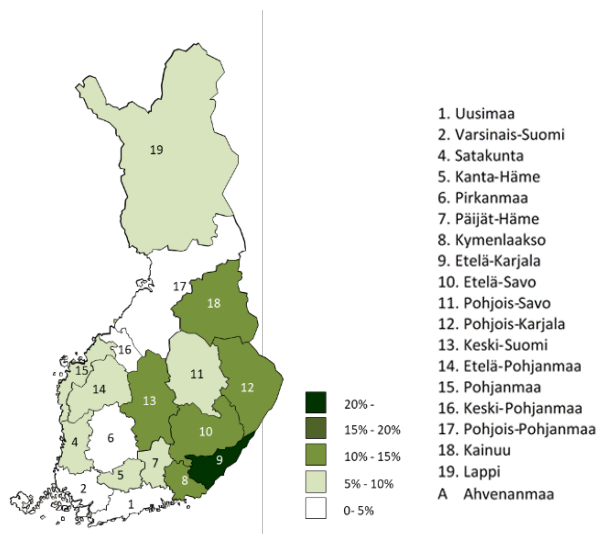 19
17
18
16
15
14
13
11
12
10
6
4
7
9
5
8
2
1
20% -
15% - 20%
10% - 15%
5% - 10%
0- 5%
1. Uusimaa
2. Varsinais-Suomi
4. Satakunta
5. Kanta-Häme
6. Pirkanmaa
7. Päijät-Häme
8. Kymenlaakso
9. Etelä-Karjala
10. Etelä-Savo
11. Pohjois-Savo
12. Pohjois-Karjala
13. Keski-Suomi
14. Etelä-Pohjanmaa
15. Pohjanmaa
16. Keski-Pohjanmaa
17. Pohjois-Pohjanmaa
18. Kainuu
19. Lappi
A Ahvenanmaa